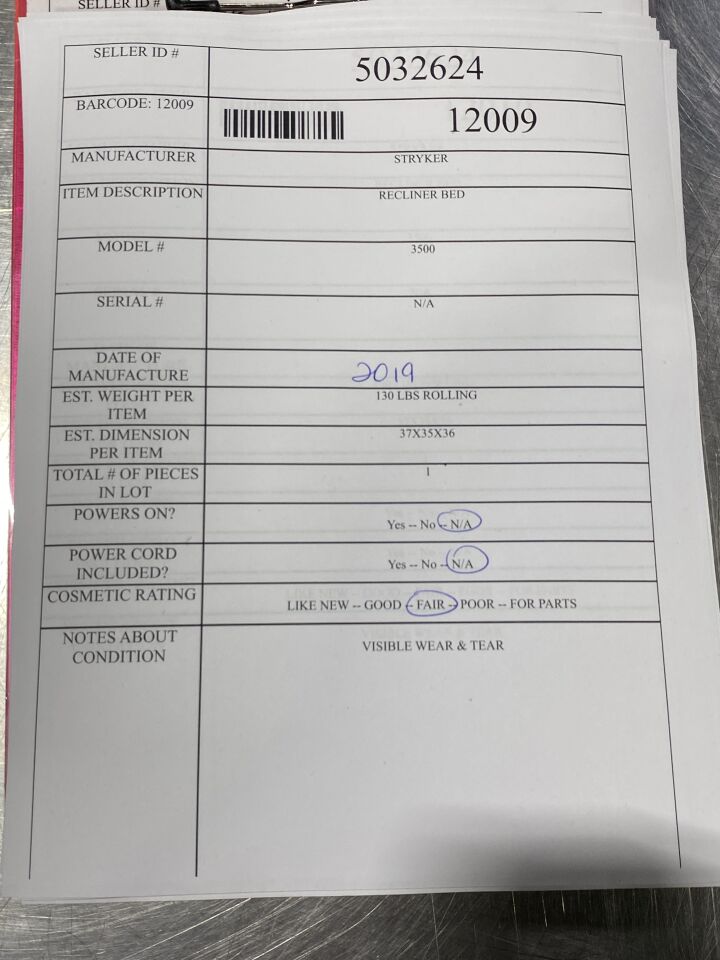 SELLER ID #
SELLER ID # 5032624
BARCODE: 12009 12009
MANUFACTURER STRYKER
ITEM DESCRIPTION RECLINER BED
MODEL # 3500
SERIAL # N/A
DATE OF
MANUFACTURE 2019
EST. WEIGHT PER
ITEM 130 LBS ROLLING
EST. DIMENSION
PER ITEM 37X35X36
TOTAL # OF PIECES
IN LOT 1
POWERS ON? Yes -- No -- N/A
POWER CORD
INCLUDED? Yes -- No -- N/A
COSMETIC RATING LIKE NEW -- GOOD -- FAIR -- POOR -- FOR PARTS
NOTES ABOUT
CONDITION VISIBLE WEAR & TEAR